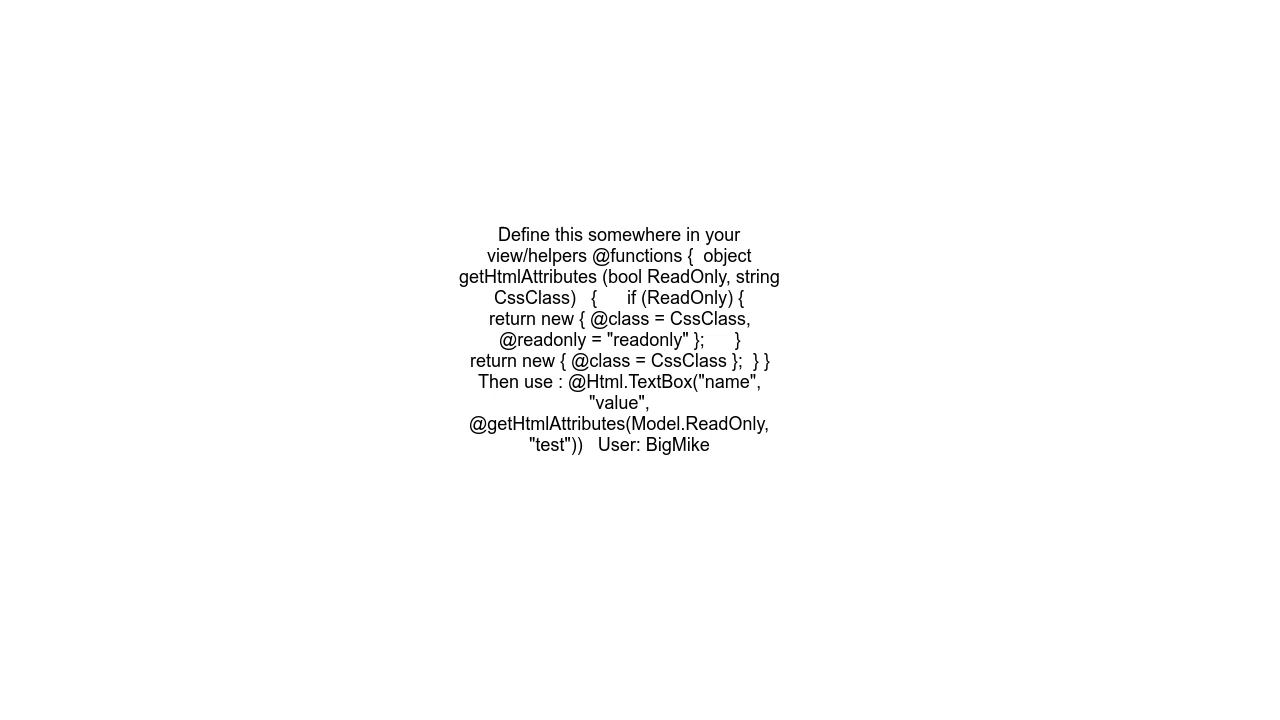 Define this somewhere in your
view/helpers @functions {  object
getHtmlAttributes (bool ReadOnly, string
CssClass)   {      if (ReadOnly) {
return new { @class = CssClass,
@readonly = "readonly" };      }
return new { @class = CssClass };  } }
Then use : @Html.TextBox("name",
"value",
@getHtmlAttributes(Model.ReadOnly,
"test"))   User: BigMike